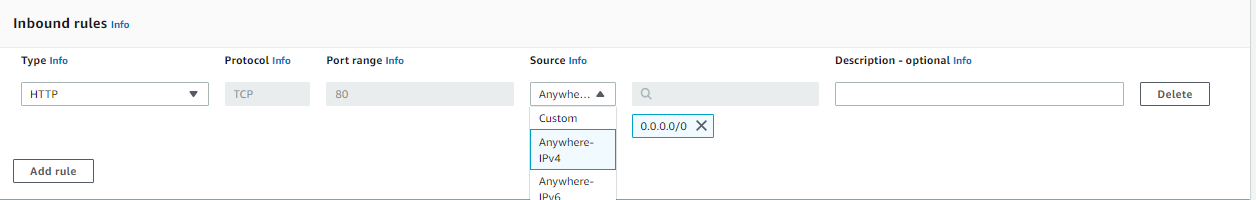 Inbound rules Info
Type Info Protocol Info Port range Info Source Info Description - optional Info
HTTP TCP 80 Anywhe... Delete
Custom
0.0.0.0/0
Anywhere-
IPv4
Add rule
Anywhere-
IPv6